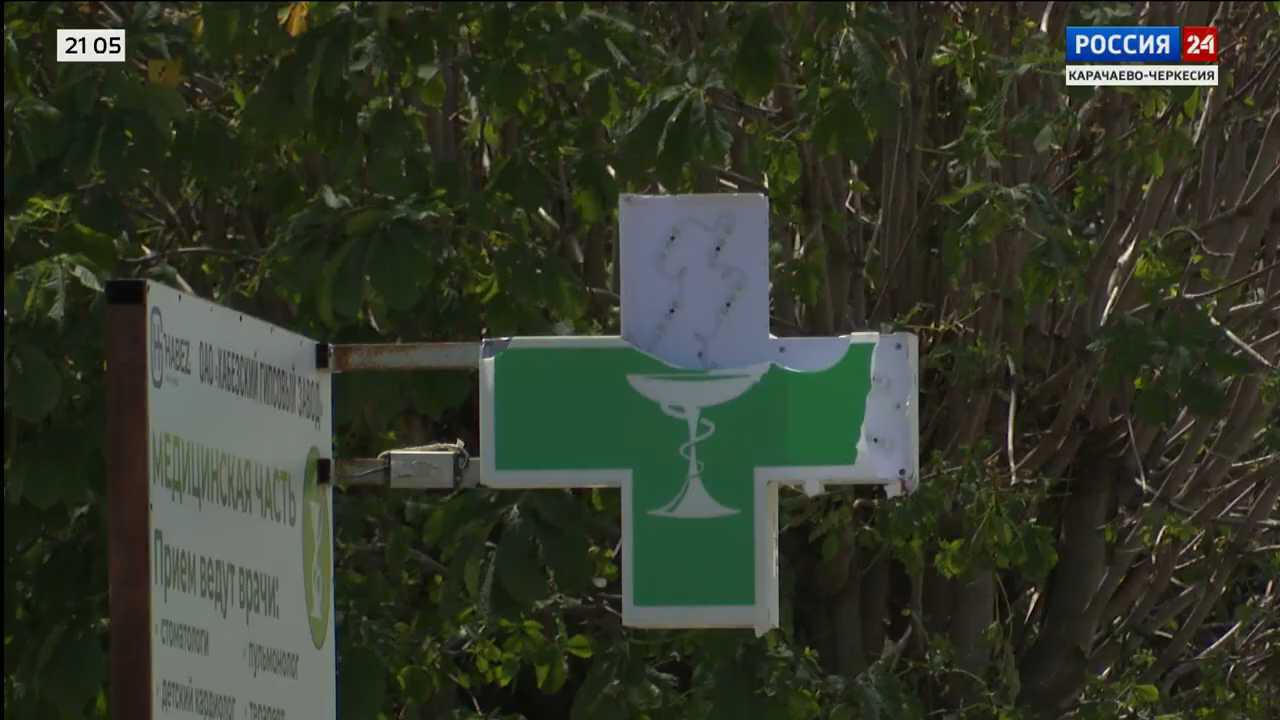 21 05
РОССИЯ 24
КАРАЧАЕВО-ЧЕРКЕСИЯ
HABEZ
ОАО «ХАБЕЗСКИЙ ГИПСОВЫЙ ЗАВОД»
МЕДИЦИНСКАЯ ЧАСТЬ
Прием ведут врачи:
стоматологи
пульмонолог
детский кардиолог
терапевт